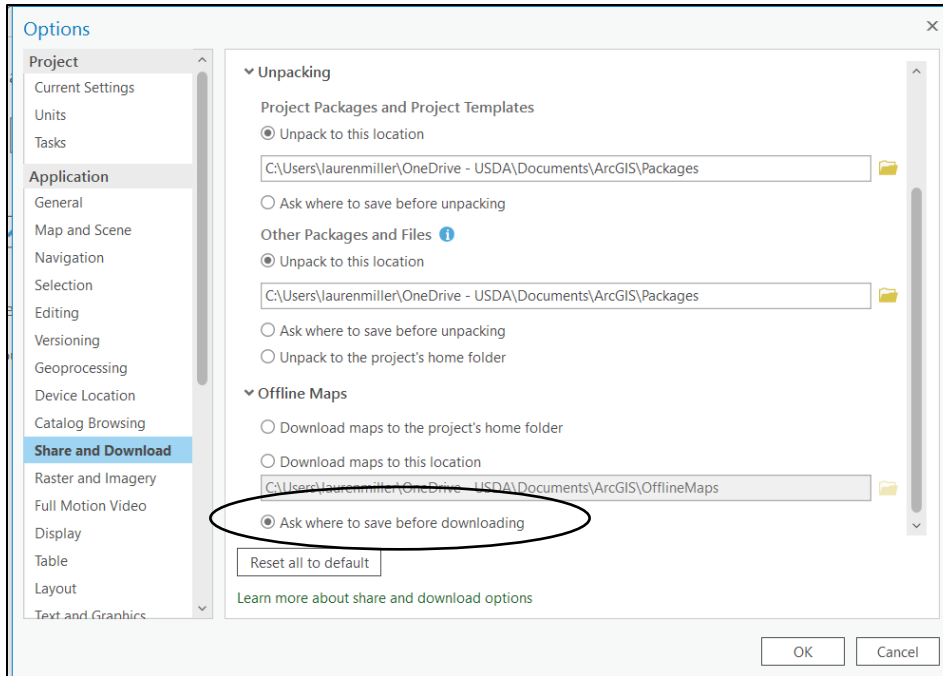 Options
Project
Current Settings
Units
Tasks
Application
General
Map and Scene
Navigation
Selection
Editing
Versioning
Geoprocessing
Device Location
Catalog Browsing
Share and Download
Raster and Imagery
Full Motion Video
Display
Table
Layout
Text and Graphics
Unpacking
Project Packages and Project Templates
Unpack to this location
C:\Users\laurenmiller\OneDrive - USDA\Documents\ArcGIS\Packages
Ask where to save before unpacking
Other Packages and Files
Unpack to this location
C:\Users\laurenmiller\OneDrive - USDA\Documents\ArcGIS\Packages
Ask where to save before unpacking
Unpack to the project's home folder
Offline Maps
Download maps to the project's home folder
Download maps to this location
C:\Users\laurenmiller\OneDrive - USDA\Documents\ArcGIS\OfflineMaps
Ask where to save before downloading
Reset all to default
Learn more about share and download options
OK
Cancel